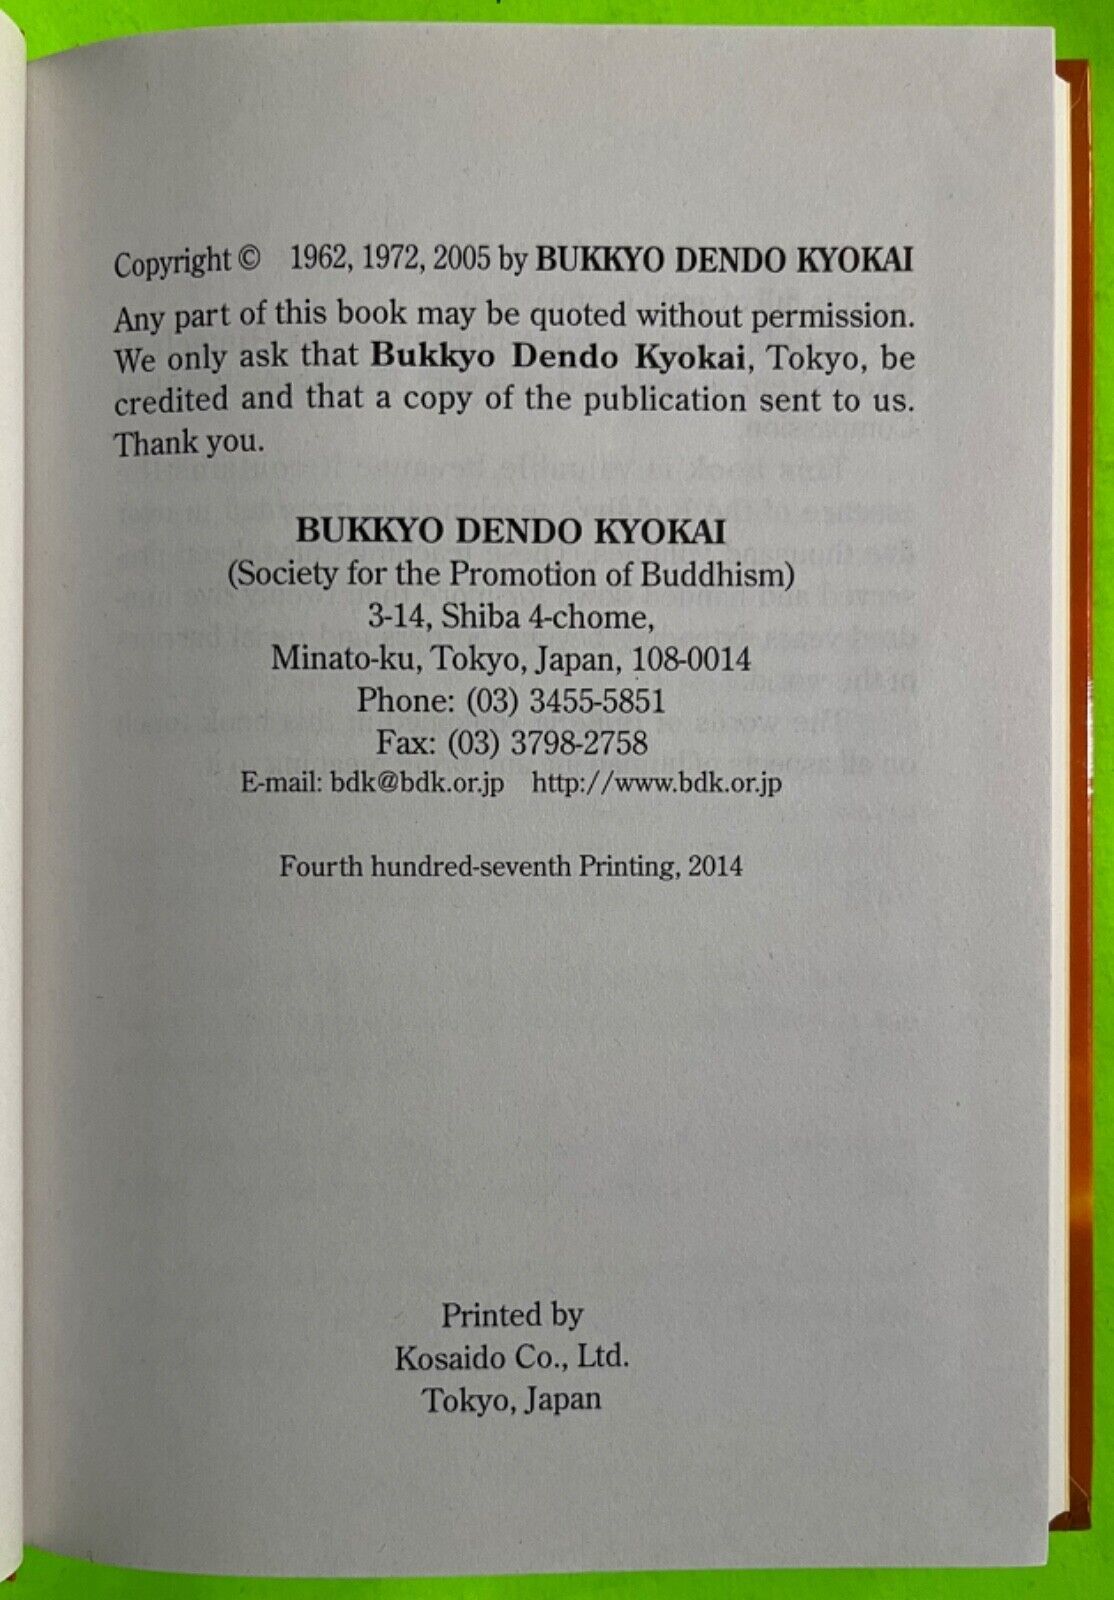 Copyright © 1962, 1972, 2005 by BUKKYO DENDO KYOKAI
Any part of this book may be quoted without permission.
We only ask that Bukkyo Dendo Kyokai, Tokyo, be
credited and that a copy of the publication sent to us.
Thank you.
BUKKYO DENDO KYOKAI
(Society for the Promotion of Buddhism)
3-14, Shiba 4-chome,
Minato-ku, Tokyo, Japan, 108-0014
Phone: (03) 3455-5851
Fax: (03) 3798-2758
E-mail: bdk@bdk.or.jp http://www.bdk.or.jp
Fourth hundred-seventh Printing, 2014
Printed by
Kosaido Co., Ltd.
Tokyo, Japan